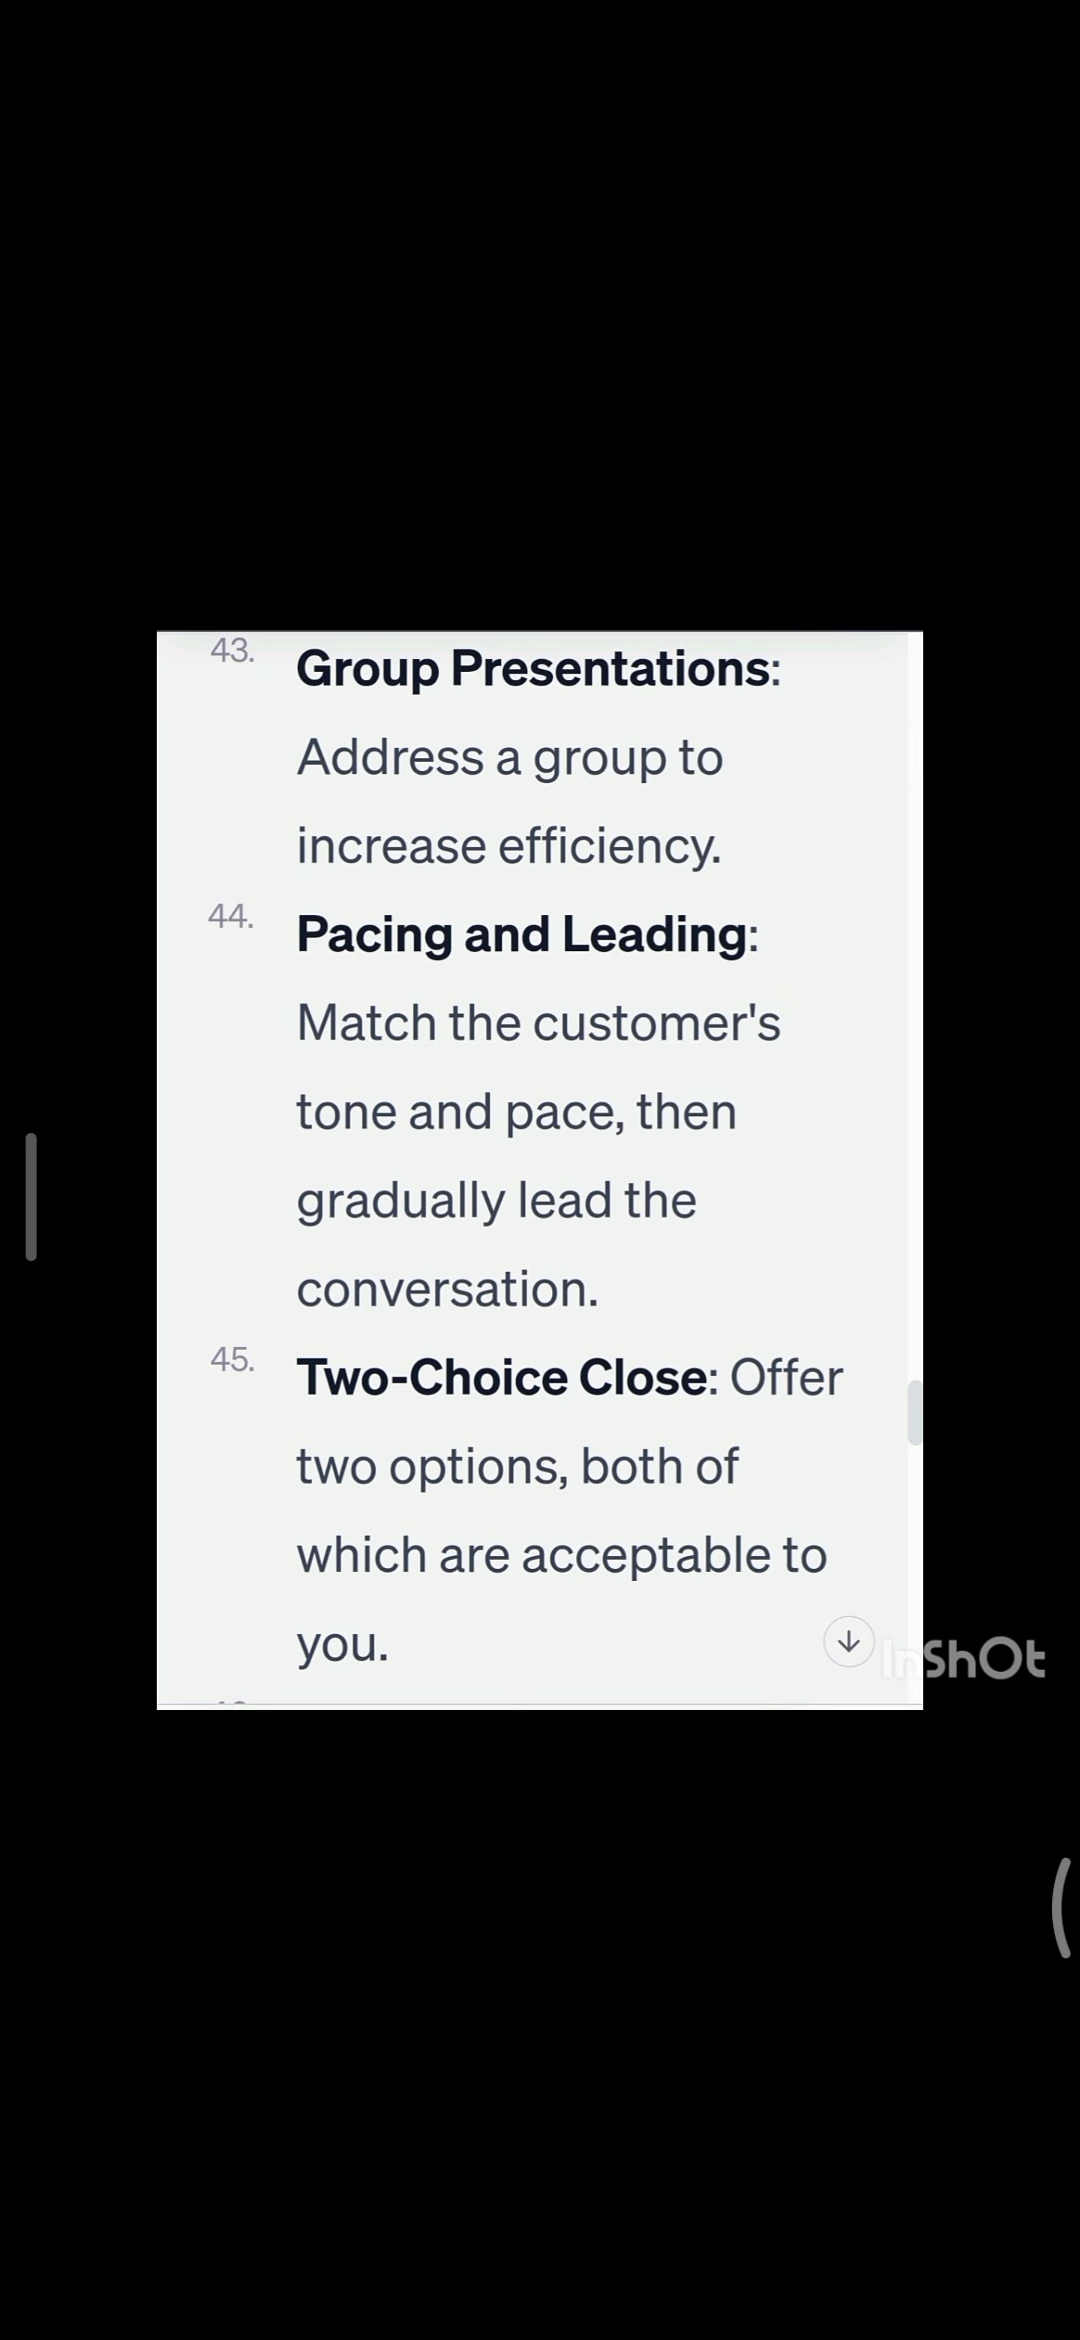 43.
Group Presentations:
Address a group to
increase efficiency.
44.
Pacing and Leading:
Match the customer's
tone and pace, then
gradually lead the
conversation.
45.
Two-Choice Close: Offer
two options, both of
which are acceptable to
you.
InShOt